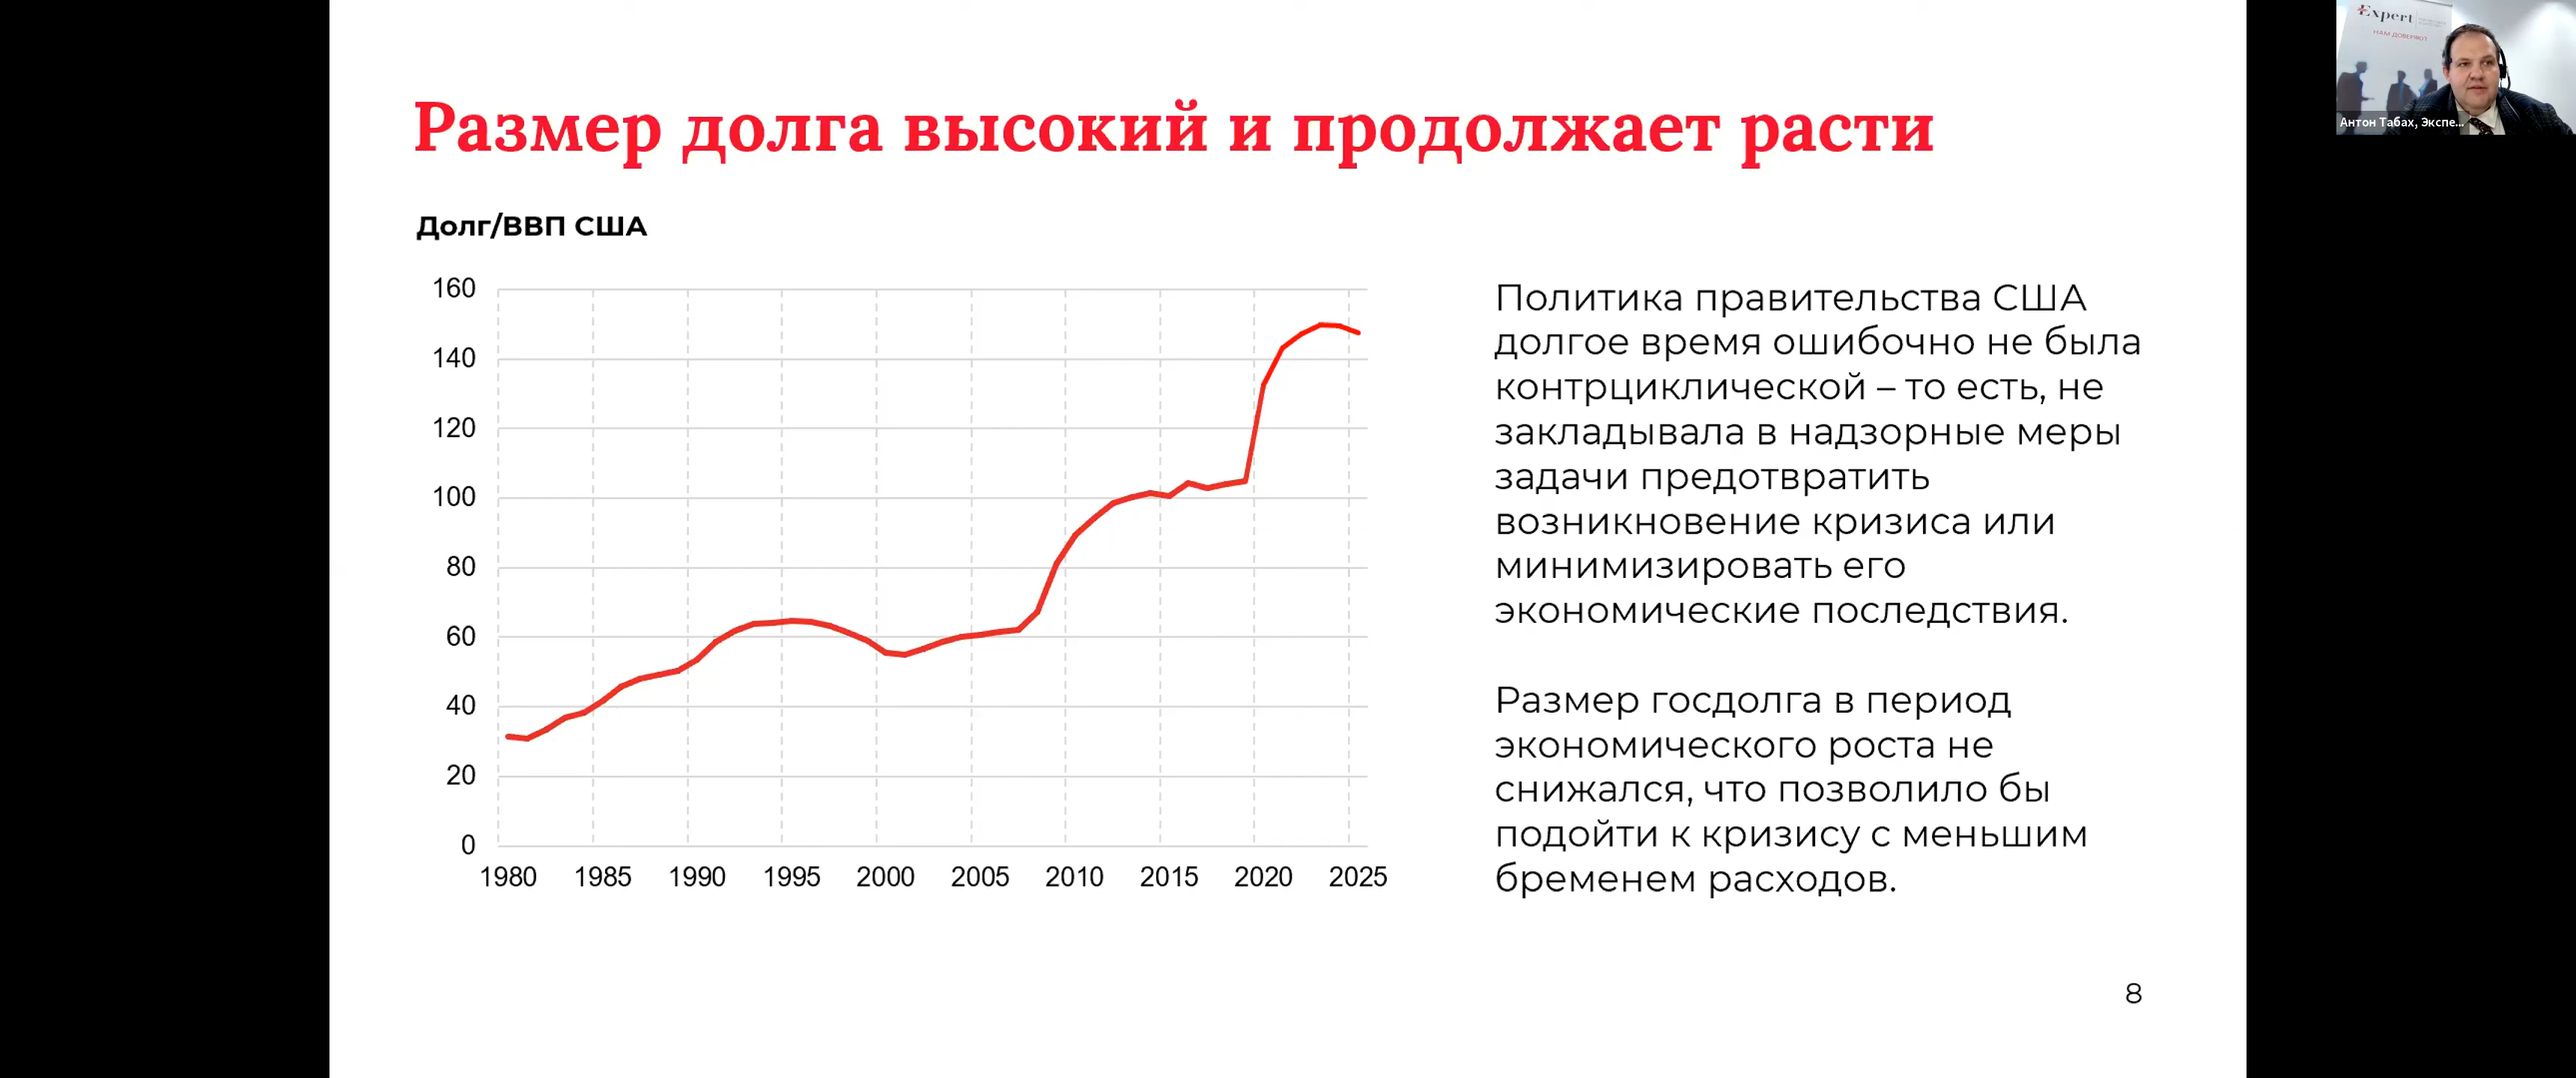 Размер долга высокий и продолжает расти
Долг/ВВП США
160
140
120
100
80
60
40
20
0
1980 1985 1990 1995 2000 2005 2010 2015 2020 2025
Политика правительства США
долгое время ошибочно не была
контрциклической – то есть, не
закладывала в надзорные меры
задачи предотвратить
возникновение кризиса или
минимизировать его
экономические последствия.
Размер госдолга в период
экономического роста не
снижался, что позволило бы
подойти к кризису с меньшим
бременем расходов.
8
Expert
НАМ ДОВЕРЯЮТ
Антон Табах, Экспе...